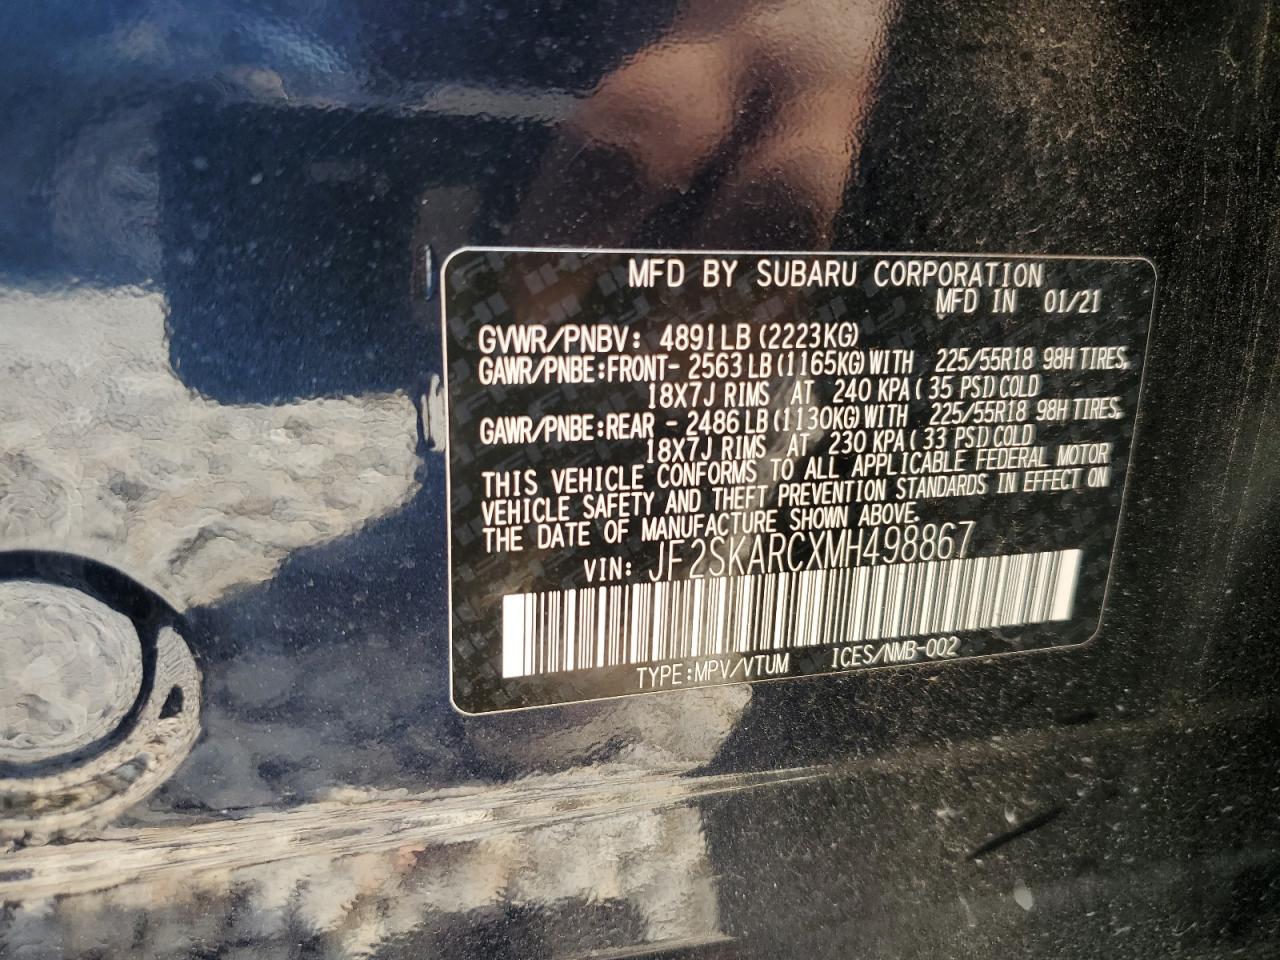 MFD BY SUBARU CORPORATION
MFD IN 01/21
GVWR/PNBV: 4891LB(2223KG)
GAWR/PNBE:FRONT- 2563LB(1165KG)WITH 225/55R18 98H TIRES,
18X7J RIMS AT 240 KPA(35 PSI)COLD
GAWR/PNBE:REAR - 2486LB(1130KG)WITH 225/55R18 98H TIRES,
18X7J RIMS AT 230 KPA(33 PSI)COLD
THIS VEHICLE CONFORMS TO ALL APPLICABLE FEDERAL MOTOR
VEHICLE SAFETY AND THEFT PREVENTION STANDARDS IN EFFECT ON
THE DATE OF MANUFACTURE SHOWN ABOVE.
VIN: JF2SKARCXMH498867
TYPE:MPV/VTUM ICES/NMB-002